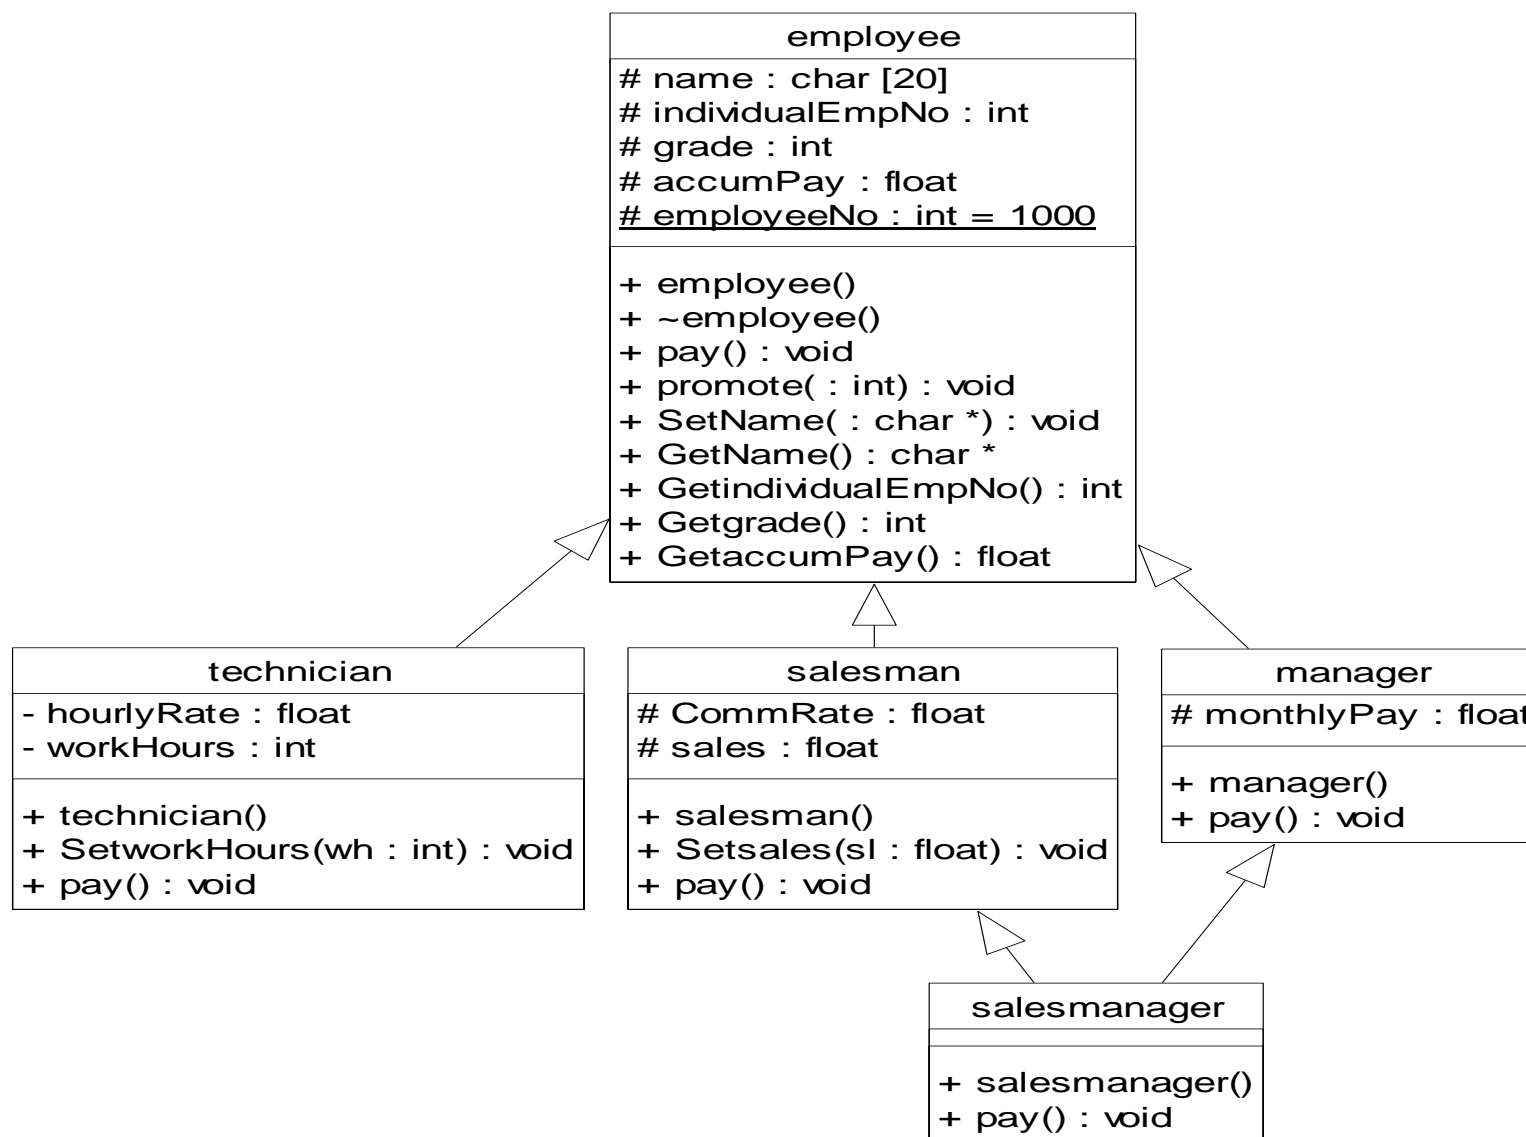 employee
# name : char [20]
# individualEmpNo : int
# grade : int
# accumPay : float
# employeeNo : int = 1000
+ employee()
+ ~employee()
+ pay() : void
+ promote( : int) : void
+ SetName( : char *) : void
+ GetName() : char *
+ GetindividualEmpNo() : int
+ Getgrade() : int
+ GetaccumPay() : float
technician
- hourlyRate : float
- workHours : int
+ technician()
+ SetworkHours(wh : int) : void
+ pay() : void
salesman
# CommRate : float
# sales : float
+ salesman()
+ Setsales(sl : float) : void
+ pay() : void
manager
# monthlyPay : float
+ manager()
+ pay() : void
salesmanager
+ salesmanager()
+ pay() : void